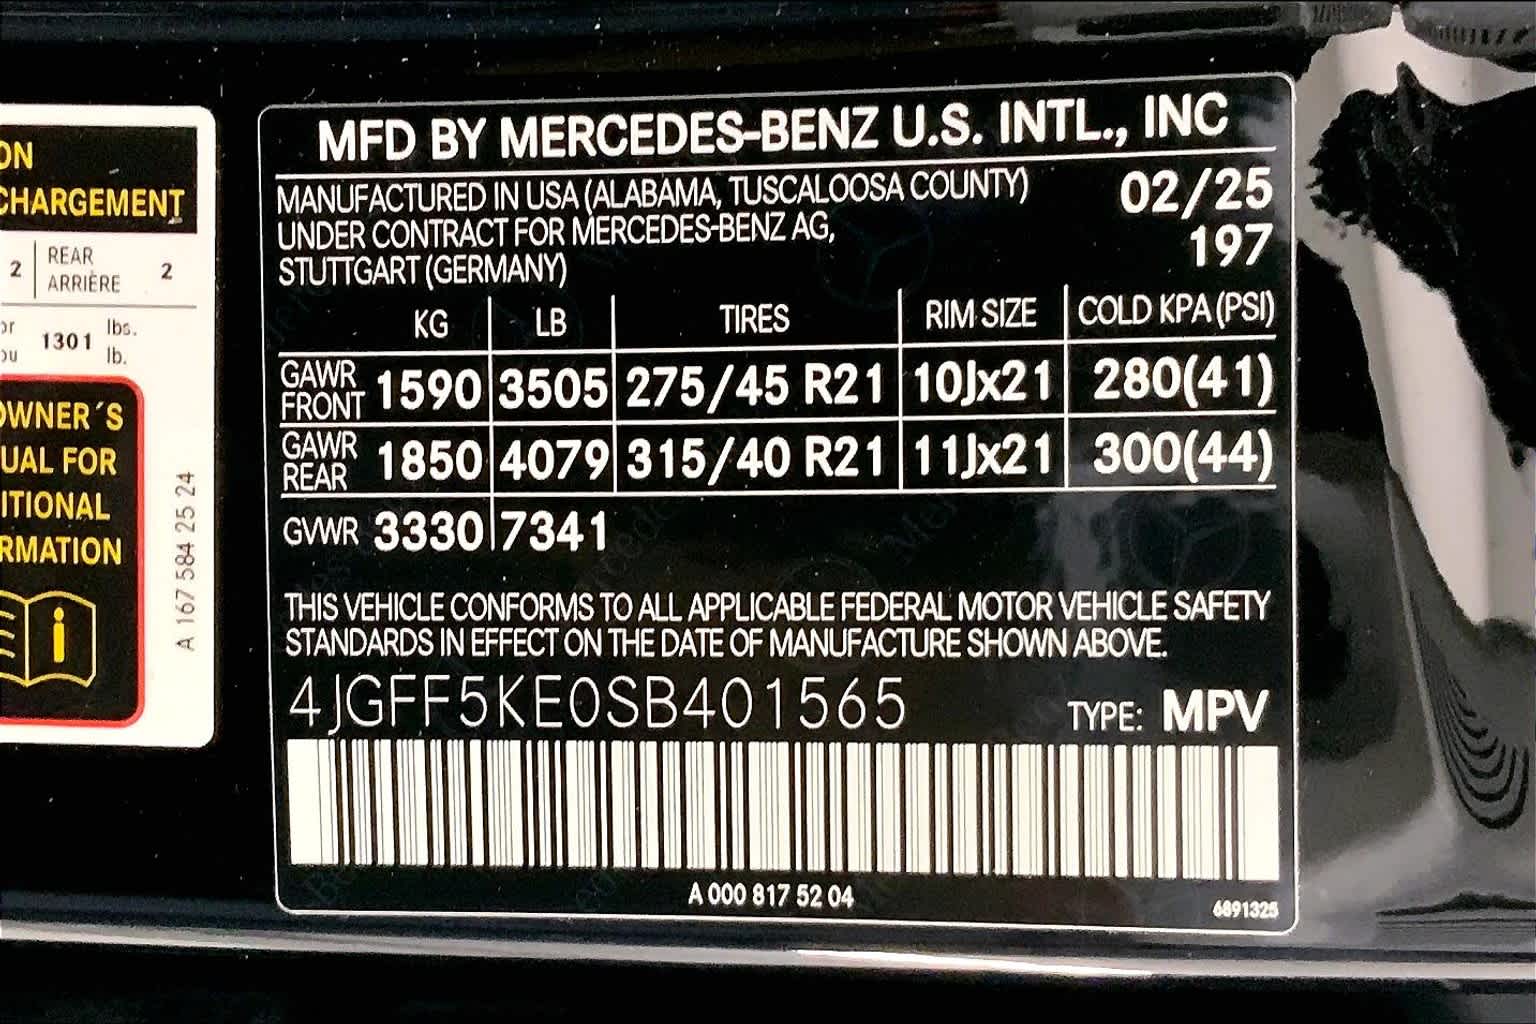 ON
CHARGEMENT
2 REAR
ARRIÈRE 2
or
ou 1301 lbs.
lb.
OWNER´S
UAL FOR
ITIONAL
RMATION
i
A 167 584 25 24
MFD BY MERCEDES-BENZ U.S. INTL., INC
MANUFACTURED IN USA (ALABAMA, TUSCALOOSA COUNTY) 02/25
UNDER CONTRACT FOR MERCEDES-BENZ AG, 197
STUTTGART (GERMANY)
KG LB TIRES RIM SIZE COLD KPA (PSI)
GAWR
FRONT 1590 3505 275/45 R21 10Jx21 280(41)
GAWR
REAR 1850 4079 315/40 R21 11Jx21 300(44)
GVWR 3330 7341
THIS VEHICLE CONFORMS TO ALL APPLICABLE FEDERAL MOTOR VEHICLE SAFETY
STANDARDS IN EFFECT ON THE DATE OF MANUFACTURE SHOWN ABOVE.
4JGFF5KE0SB401565 TYPE: MPV
A 000 817 52 04
6891325